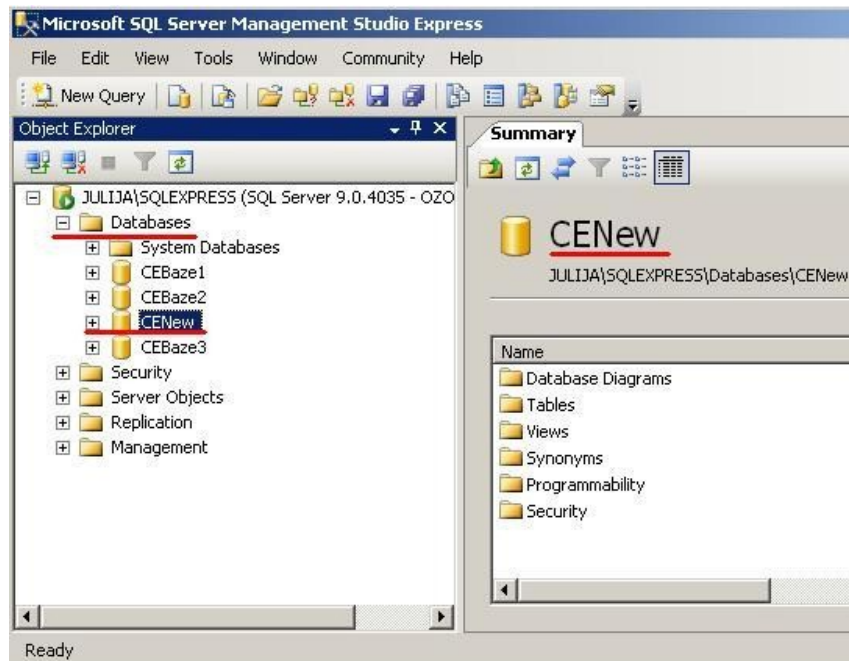 Microsoft SQL Server Management Studio Express
File Edit View Tools Window Community Help
New Query
Object Explorer
JULIJA\SQLEXPRESS (SQL Server 9.0.4035 - OZO
Databases
System Databases
CEBaze1
CEBaze2
CENew
CEBaze3
Security
Server Objects
Replication
Management
Summary
CENew
JULIJA\SQLEXPRESS\Databases\CENew
Name
Database Diagrams
Tables
Views
Synonyms
Programmability
Security
Ready